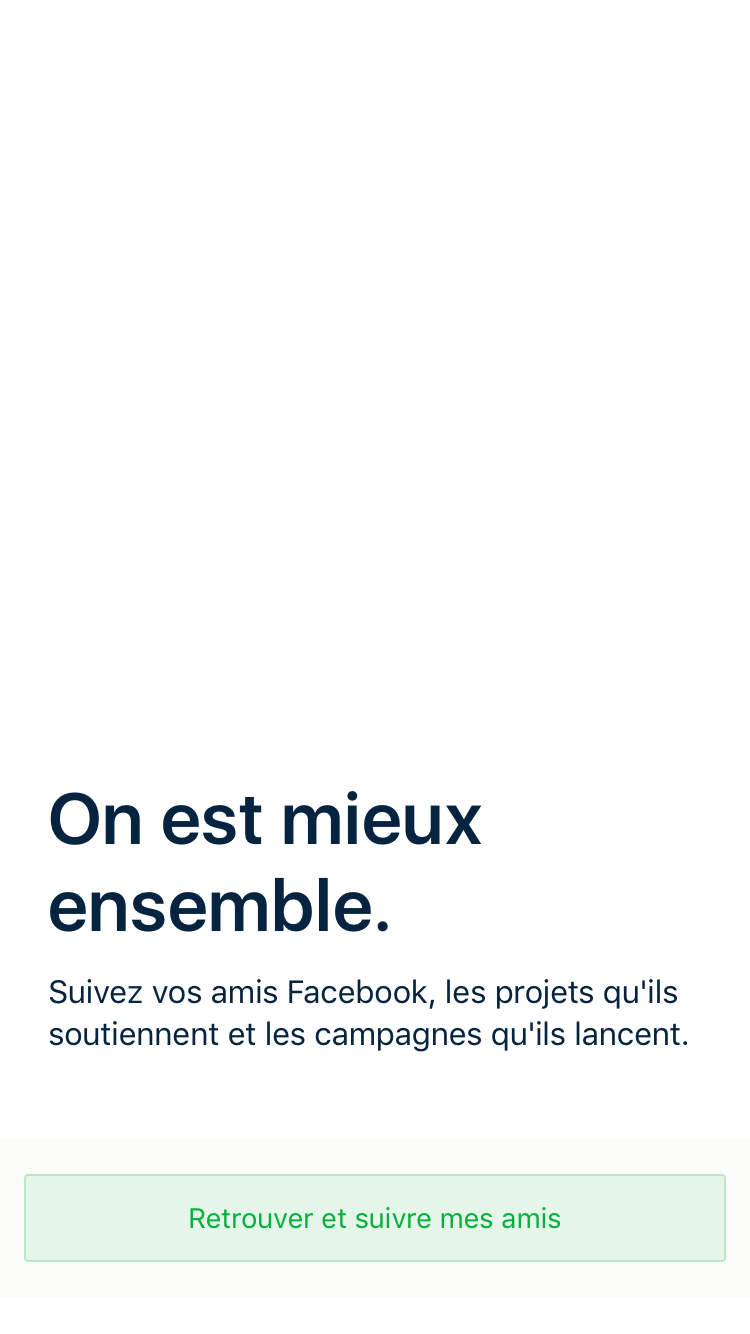 On est mieux
ensemble.
Suivez vos amis Facebook, les projets qu'ils
soutiennent et les campagnes qu'ils lancent.
Retrouver et suivre mes amis